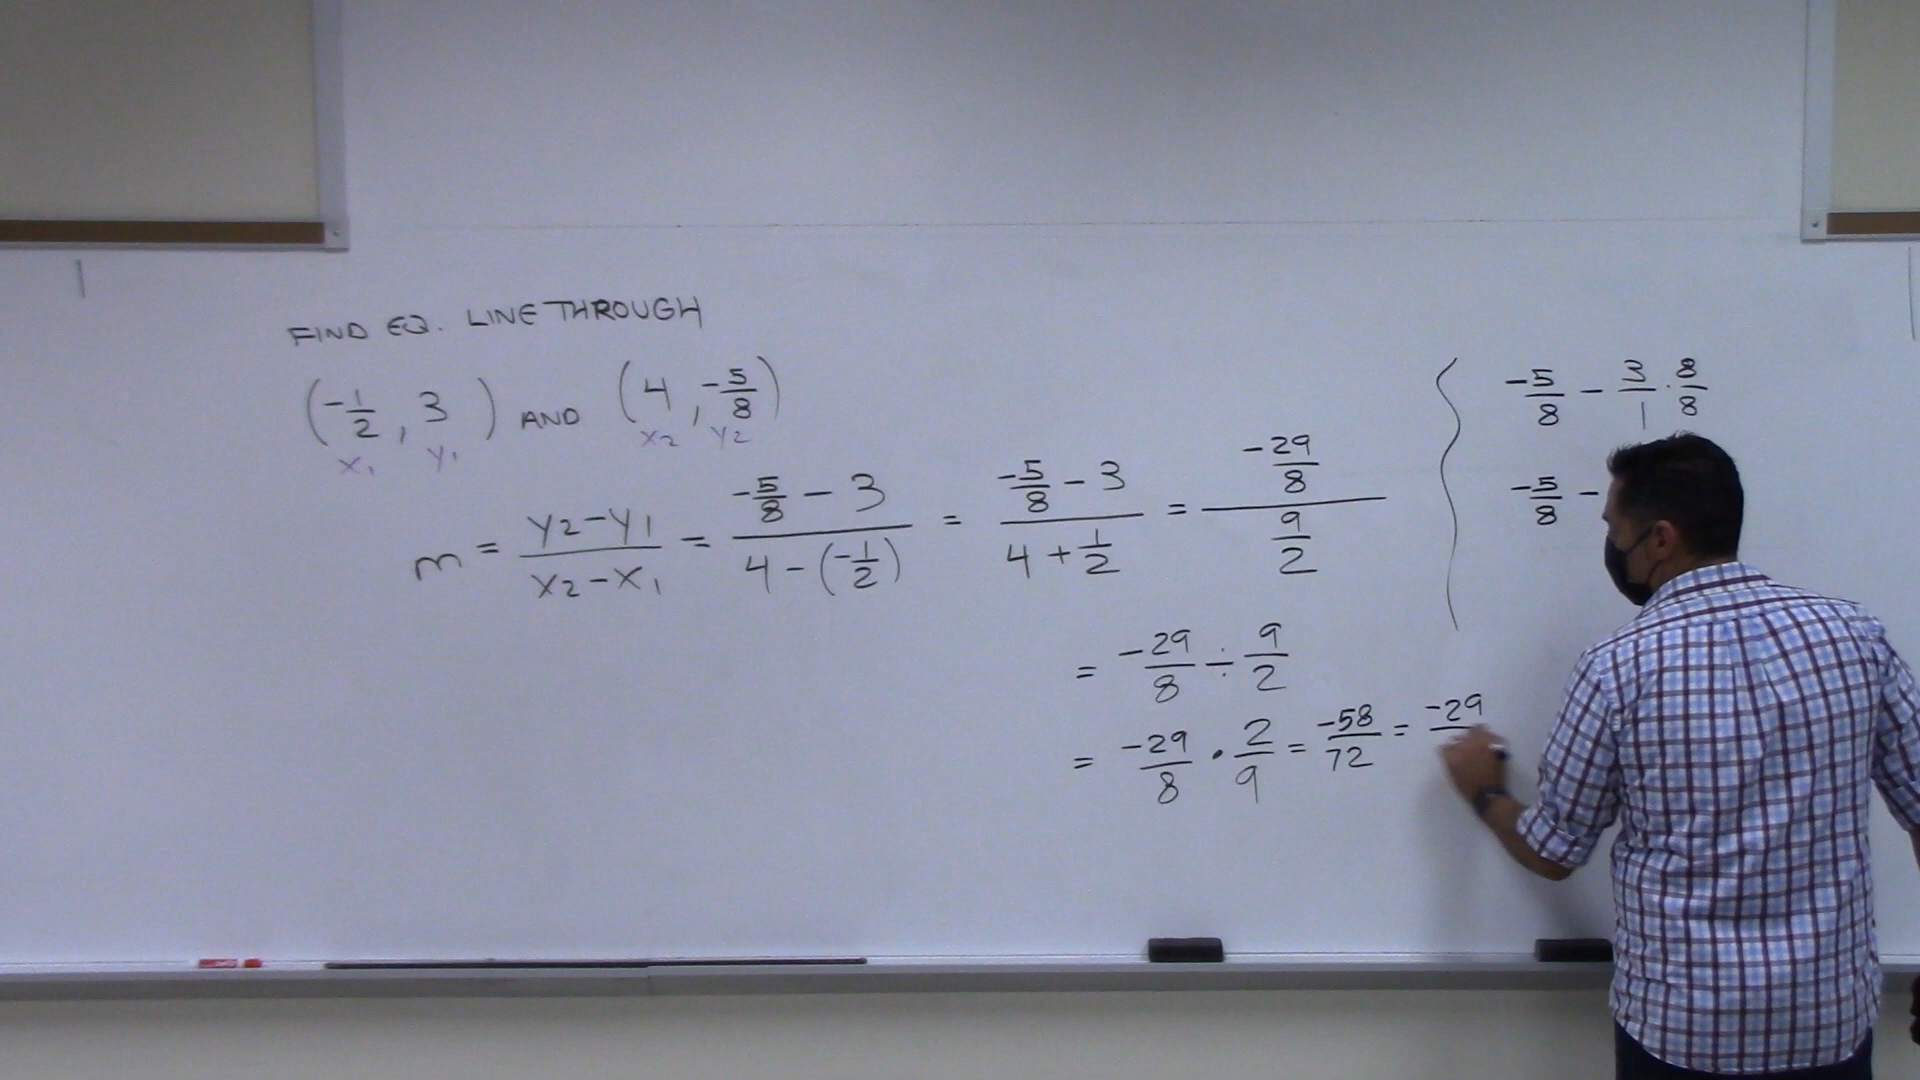 FIND EQ. LINE THROUGH
(-1/2, 3) AND (4, -5/8)
x₁ y₁ x₂ y₂
m = (y₂-y₁)/(x₂-x₁) = (-5/8 - 3)/(4 - (-1/2)) = (-5/8 - 3)/(4 + 1/2) = (-29/8)/(9/2)
= -29/8 ÷ 9/2
= -29/8 · 2/9 = -58/72 = -29
-5/8 - 3/1 · 8/8
-5/8 -